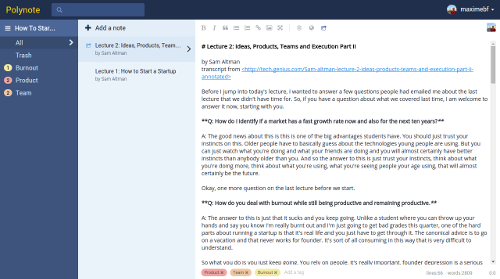 Polynote
maximebf
How To Star...
All
Trash
1 Burnout
2 Product
2 Team
+ Add a note
Lecture 2: Ideas, Products, Team...
by Sam Altman
Lecture 1: How to Start a Startup
by Sam Altman
# Lecture 2: Ideas, Products, Teams and Execution Part II
by Sam Altman
transcript from <http://tech.genius.com/Sam-altman-lecture-2-ideas-products-teams-and-execution-part-ii-
annotated>
Before I jump into today's lecture, I wanted to answer a few questions people had emailed me about the last
lecture that we didn't have time for. So, if you have a question about what we covered last time, I am welcome to
answer it now, starting with you.
**Q: How do I identify if a market has a fast growth rate now and also for the next ten years?**
A: The good news about this is this is one of the big advantages students have. You should just trust your
instincts on this. Older people have to basically guess about the technologies young people are using. But you
can just watch what you're doing and what your friends are doing and you will almost certainly have better
instincts than anybody older than you. And so the answer to this is just trust your instincts, think about what
you're doing more, think about what you're using, what you're seeing people your age using, that will almost
certainly be the future.
Okay, one more question on the last lecture before we start.
**Q: How do you deal with burnout while still being productive and remaining productive.**
A: The answer to this is just that it sucks and you keep going. Unlike a student where you can throw up your
hands and say you know I'm really burnt out and I'm just going to get bad grades this quarter, one of the hard
parts about running a startup is that it's real life and you just have to get through it. The canonical advice is to go
on a vacation and that never works for founders. It's sort of all consuming in this way that is very difficult to
understand.
So what you do is you just keep going. You rely on people. It's really important, founder depression is a serious
Product Team Burnout Add a tag